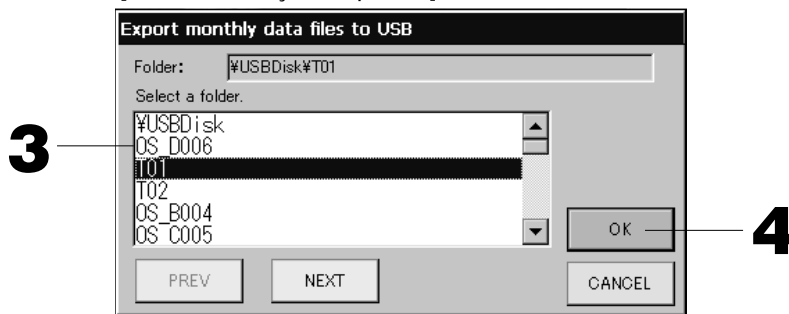 Export monthly data files to USB
Folder: ¥USBDisk¥T01
Select a folder.
¥USBDisk
OS_D006
T01
T02
OS_B004
OS_C005
3
OK
4
PREV NEXT CANCEL